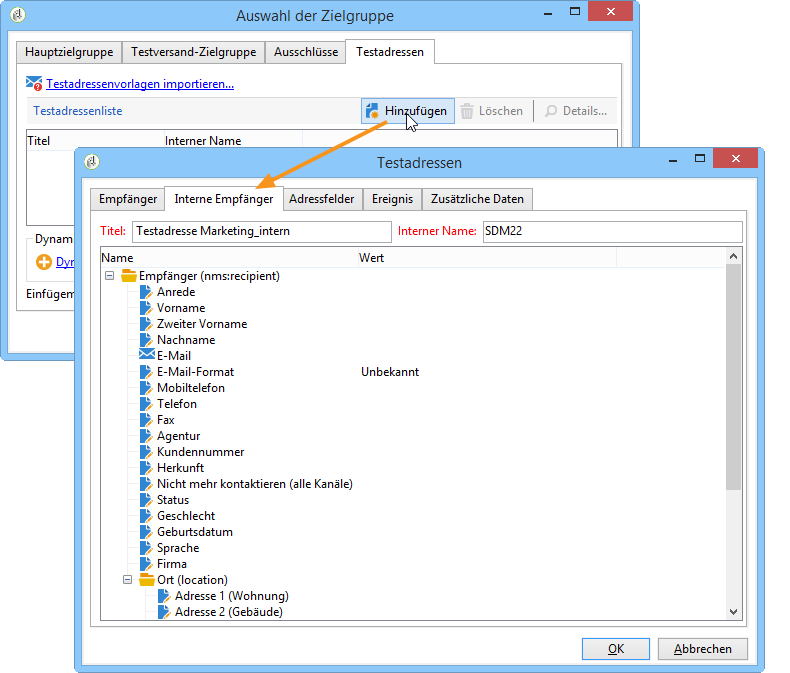 Auswahl der Zielgruppe
Hauptzielgruppe Testversand-Zielgruppe Ausschlüsse Testadressen
Testadressenvorlagen importieren...
Testadressenliste Hinzufügen Löschen Details...
Titel Interner Name
Dynam
Dyn
Einfügem
Testadressen
Empfänger Interne Empfänger Adressfelder Ereignis Zusätzliche Daten
Titel: Testadresse Marketing_intern Interner Name: SDM22
Name Wert
Empfänger (nms:recipient)
Anrede
Vorname
Zweiter Vorname
Nachname
E-Mail
E-Mail-Format Unbekannt
Mobiltelefon
Telefon
Fax
Agentur
Kundennummer
Herkunft
Nicht mehr kontaktieren (alle Kanäle)
Status
Geschlecht
Geburtsdatum
Sprache
Firma
Ort (location)
Adresse 1 (Wohnung)
Adresse 2 (Gebäude)
OK Abbrechen